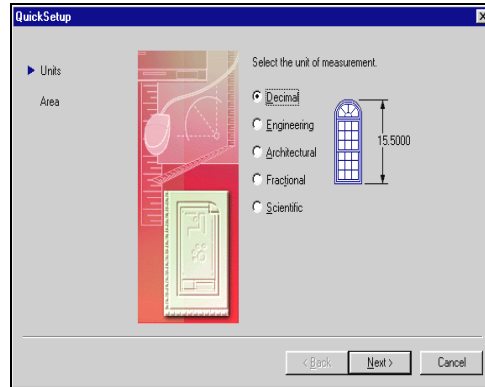 QuickSetup
Units
Area
Select the unit of measurement.
Decimal
Engineering
Architectural
Fractional
Scientific
15.5000
< Back
Next >
Cancel